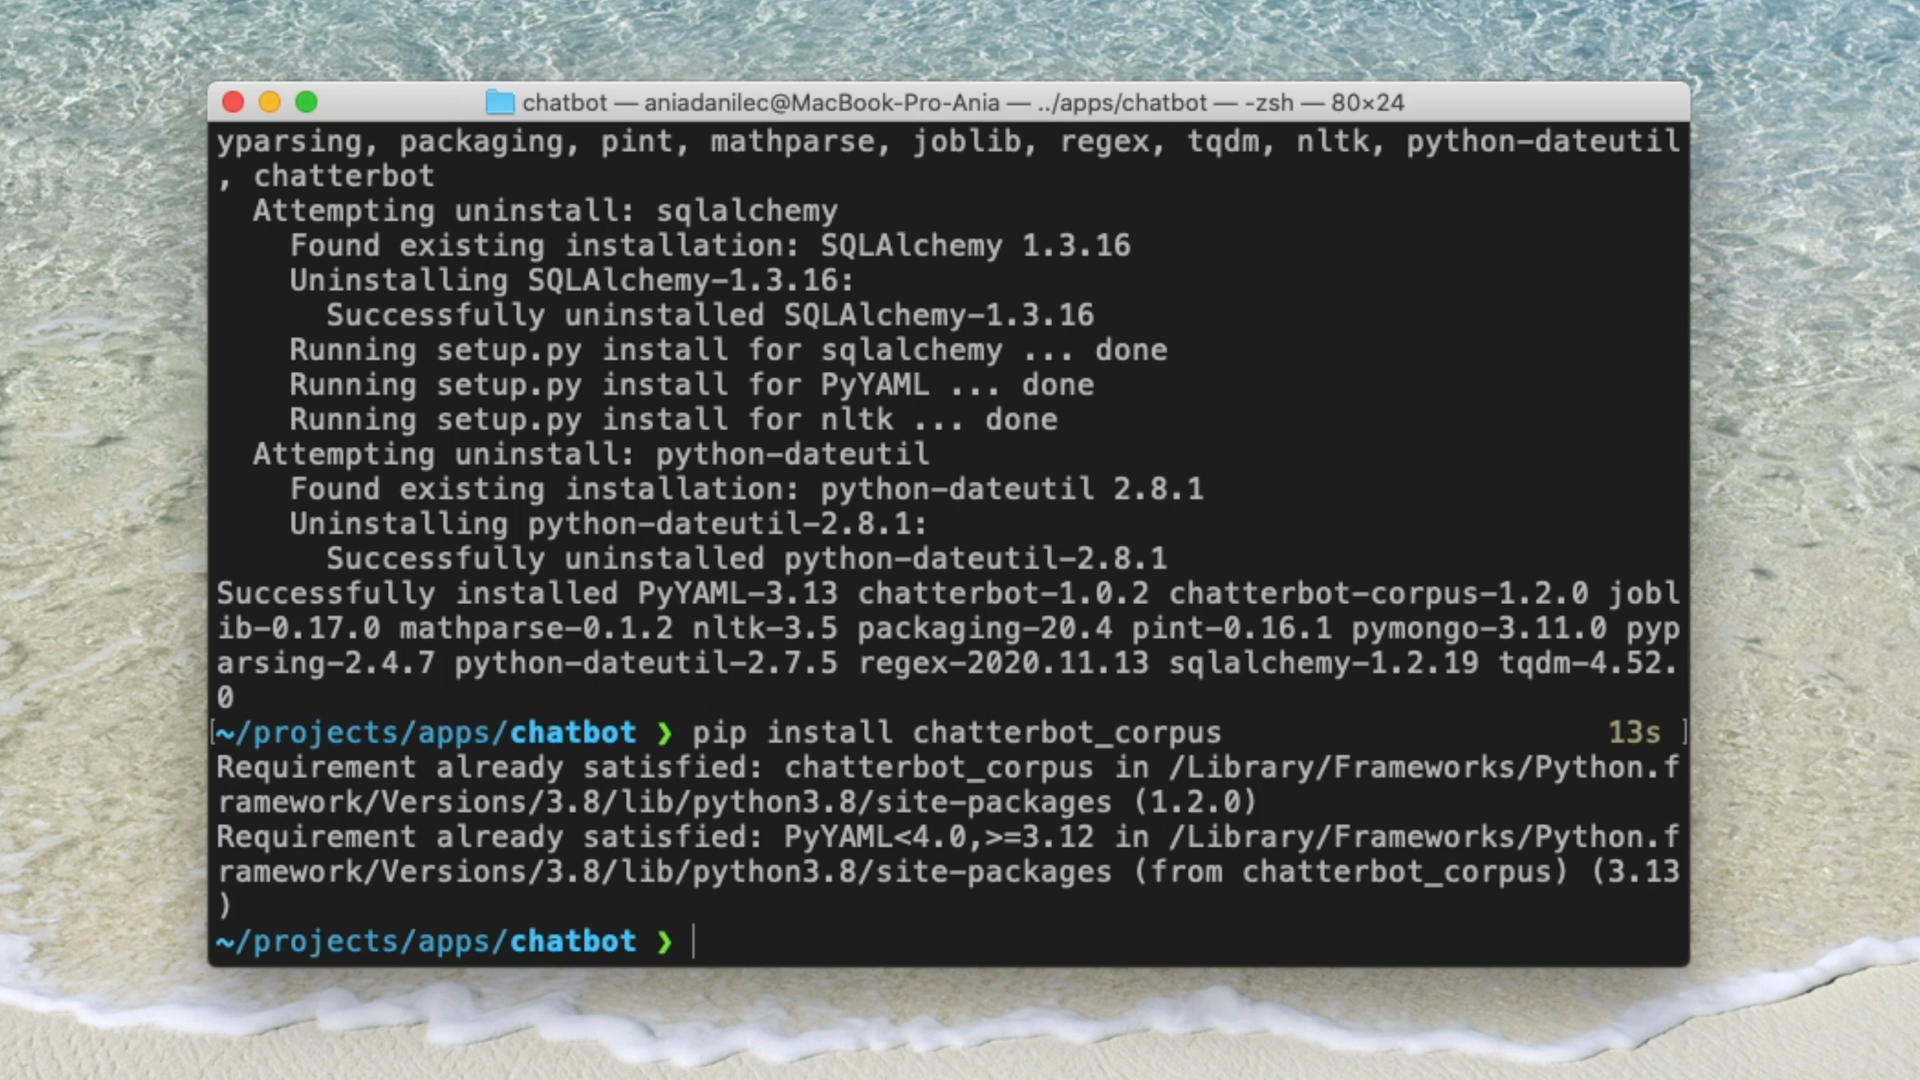 chatbot — aniadanilec@MacBook-Pro-Ania — ../apps/chatbot — -zsh — 80×24
yparsing, packaging, pint, mathparse, joblib, regex, tqdm, nltk, python-dateutil
, chatterbot
  Attempting uninstall: sqlalchemy
    Found existing installation: SQLAlchemy 1.3.16
    Uninstalling SQLAlchemy-1.3.16:
      Successfully uninstalled SQLAlchemy-1.3.16
    Running setup.py install for sqlalchemy ... done
    Running setup.py install for PyYAML ... done
    Running setup.py install for nltk ... done
  Attempting uninstall: python-dateutil
    Found existing installation: python-dateutil 2.8.1
    Uninstalling python-dateutil-2.8.1:
      Successfully uninstalled python-dateutil-2.8.1
Successfully installed PyYAML-3.13 chatterbot-1.0.2 chatterbot-corpus-1.2.0 jobl
ib-0.17.0 mathparse-0.1.2 nltk-3.5 packaging-20.4 pint-0.16.1 pymongo-3.11.0 pyp
arsing-2.4.7 python-dateutil-2.7.5 regex-2020.11.13 sqlalchemy-1.2.19 tqdm-4.52.
0
[~/projects/apps/chatbot ❯ pip install chatterbot_corpus 13s ]
Requirement already satisfied: chatterbot_corpus in /Library/Frameworks/Python.f
ramework/Versions/3.8/lib/python3.8/site-packages (1.2.0)
Requirement already satisfied: PyYAML<4.0,>=3.12 in /Library/Frameworks/Python.f
ramework/Versions/3.8/lib/python3.8/site-packages (from chatterbot_corpus) (3.13
)
~/projects/apps/chatbot ❯